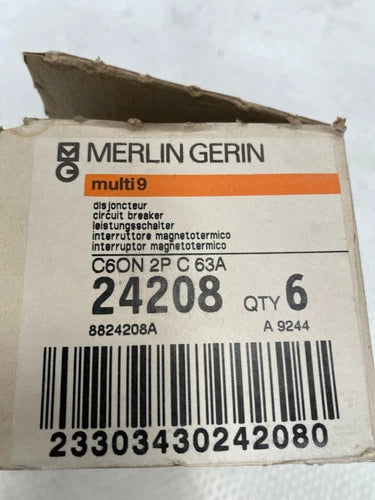 MERLIN GERIN
multi 9
disjoncteur
circuit breaker
leistungsschalter
interruttore magnetotermico
interruptor magnetotermico
C60N 2P C 63A
24208 QTY 6
8824208A A 9244
23303430242080